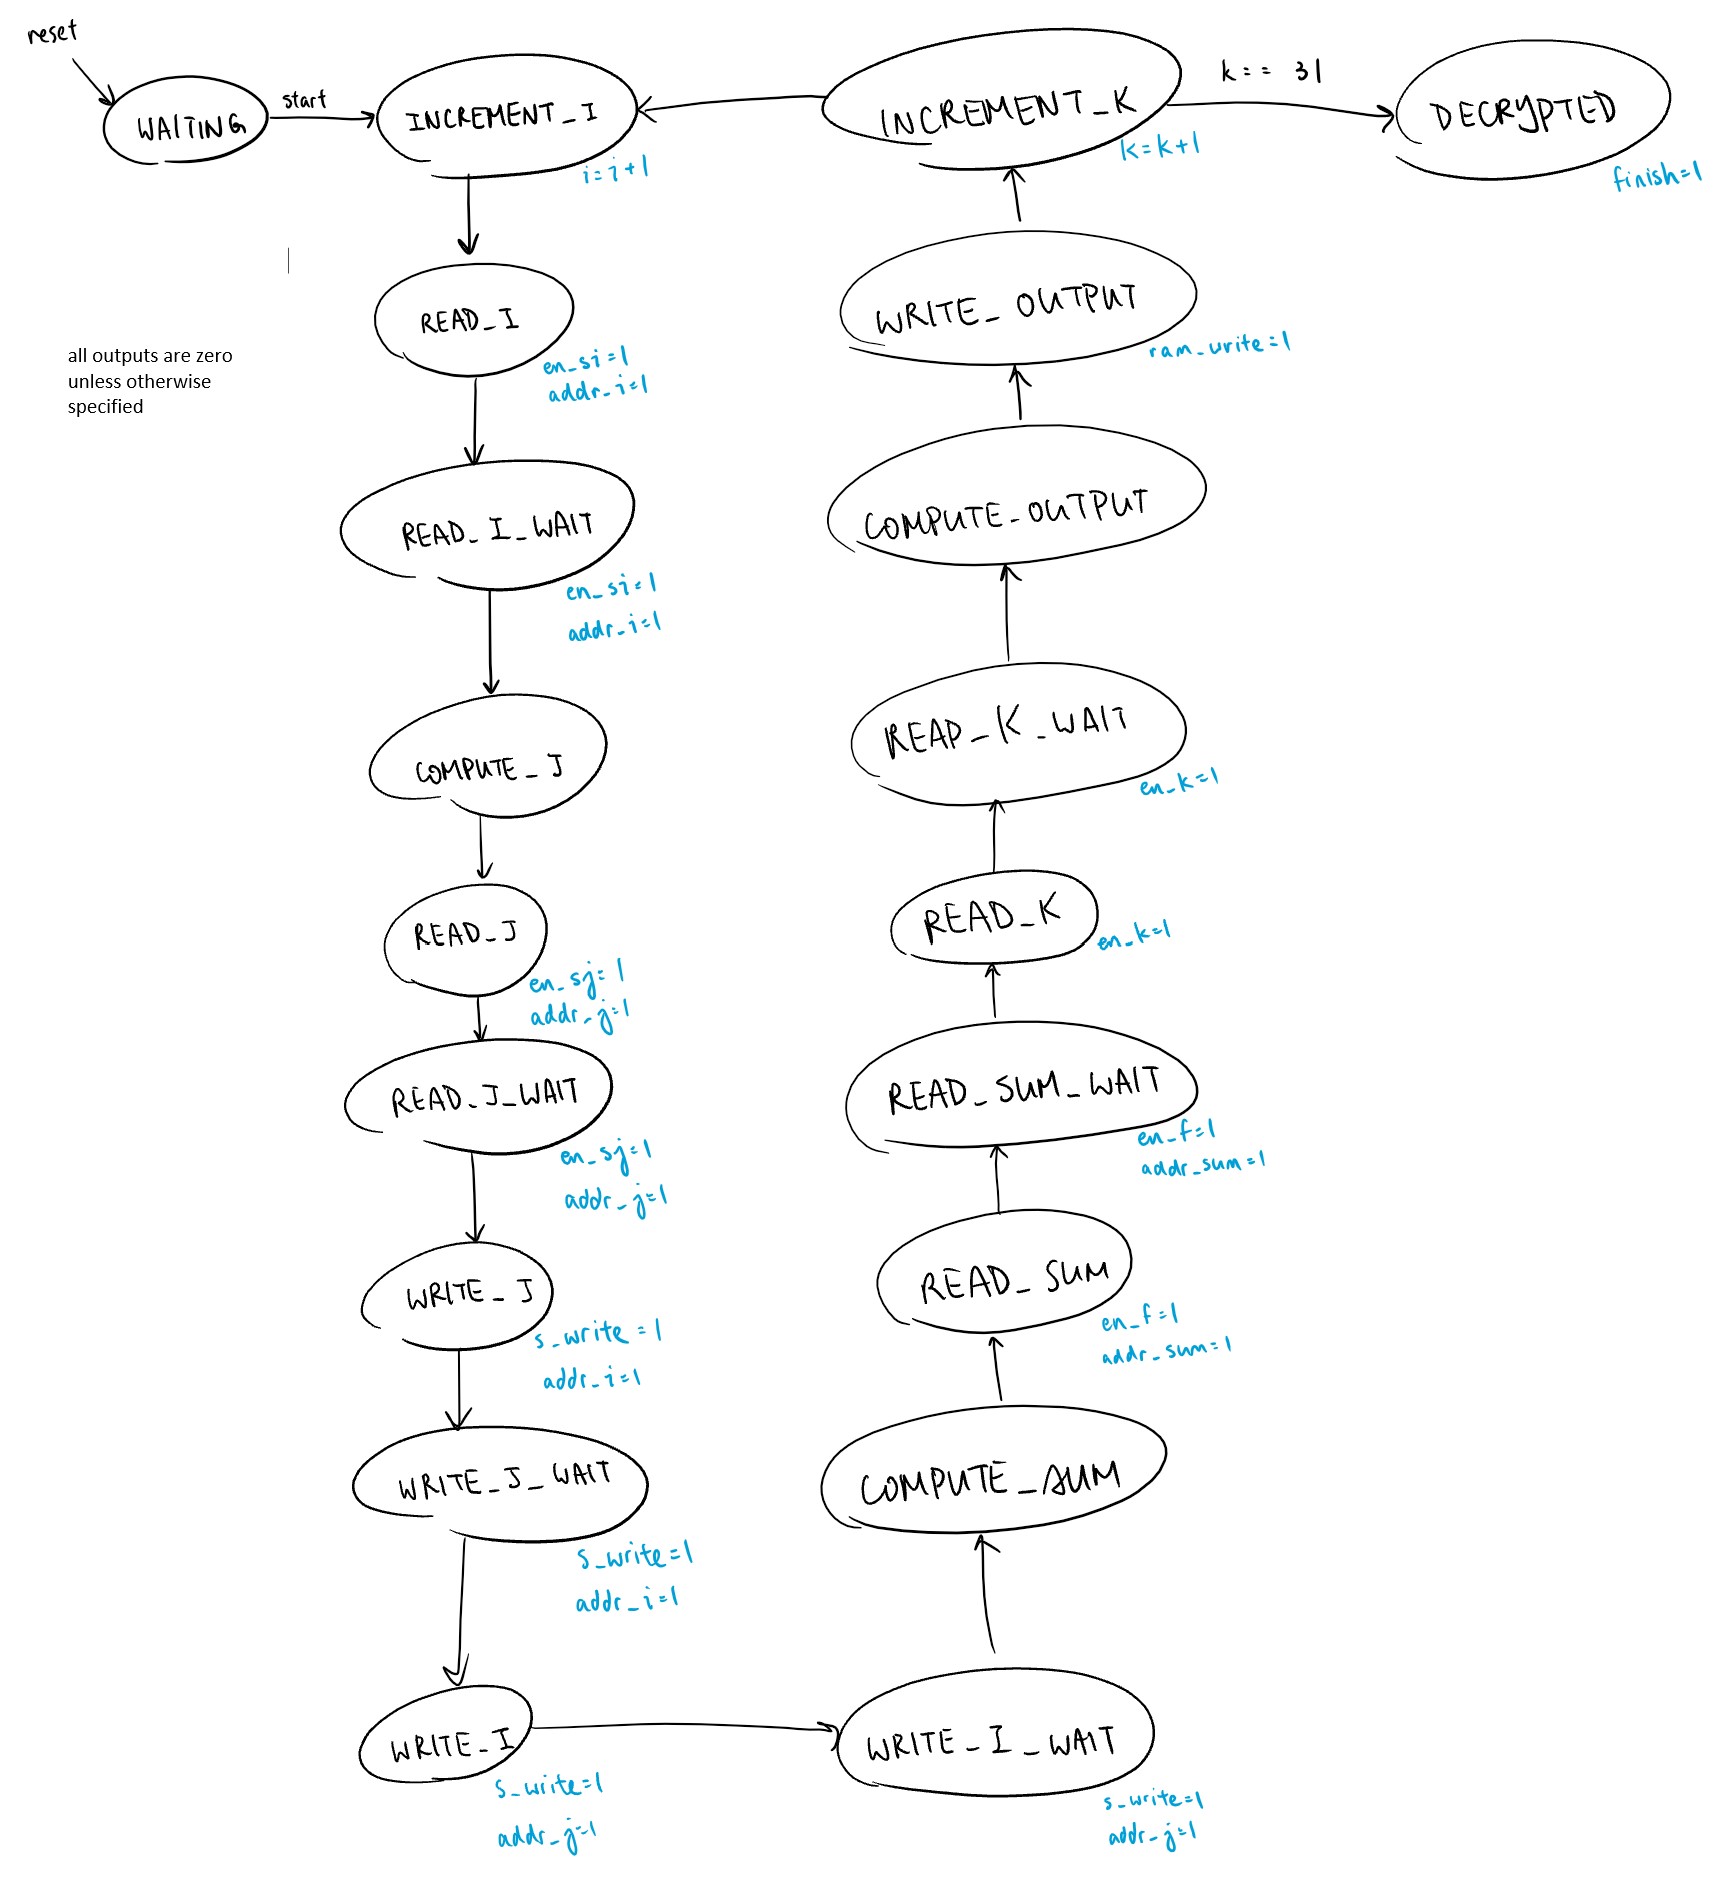 reset
WAITING
start
INCREMENT_I
i=i+1
INCREMENT_K
k=k+1
k== 31
DECRYPTED
finish=1
READ_I
en_si=1
addr_i=1
all outputs are zero
unless otherwise
specified
READ_I_WAIT
en_si=1
addr_i=1
COMPUTE_J
READ_J
en_sj=1
addr_j=1
READ_J_WAIT
en_sj=1
addr_j=1
WRITE_J
s_write=1
addr_i=1
WRITE_J_WAIT
s_write=1
addr_i=1
WRITE_I
s_write=1
addr_j=1
WRITE_I_WAIT
s_write=1
addr_j=1
COMPUTE_SUM
READ_SUM
en_f=1
addr_sum=1
READ_SUM_WAIT
en_f=1
addr_sum=1
READ_K
en_k=1
READ_K_WAIT
en_k=1
COMPUTE_OUTPUT
WRITE_OUTPUT
ram_write=1